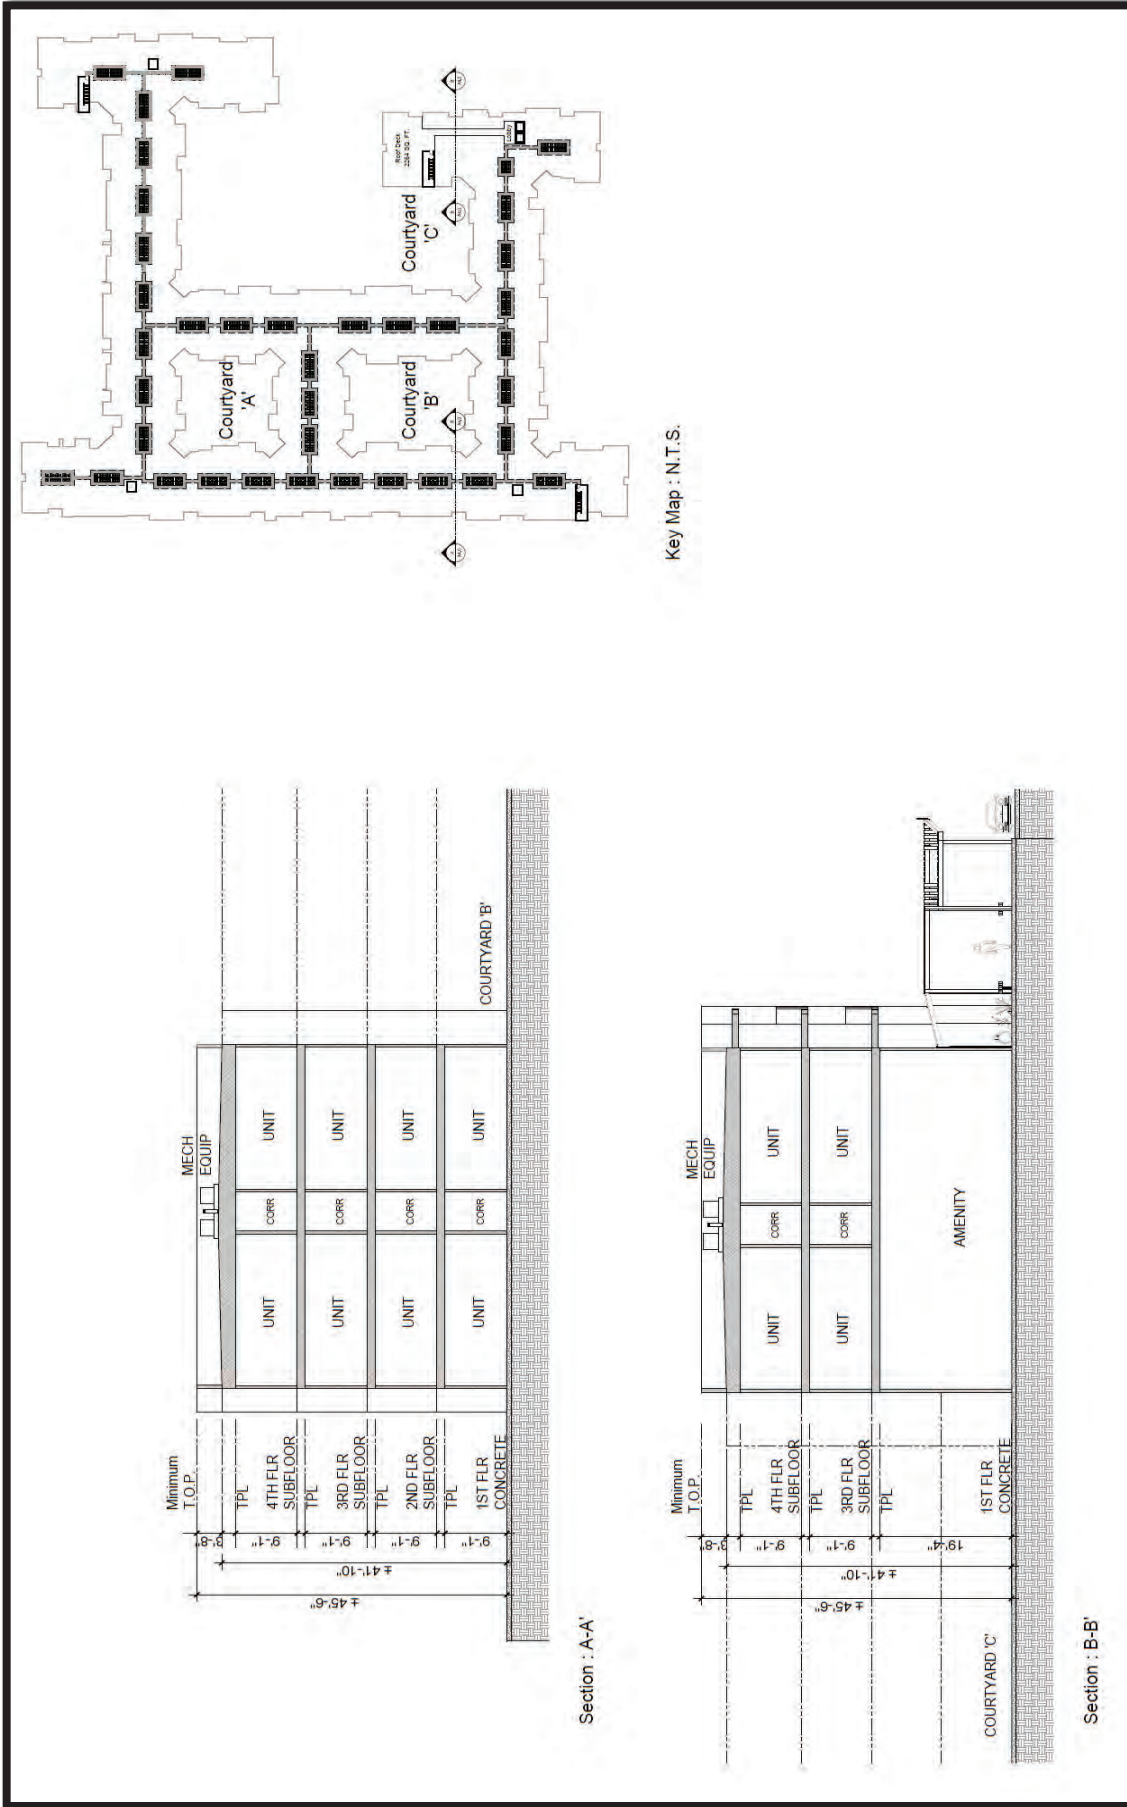 Roof Deck
2264 SQ. FT.
Lobby
Courtyard
'C'
Courtyard
'A'
Courtyard
'B'
Key Map : N.T.S.
Minimum
T.O.P.
TPL
4TH FLR
SUBFLOOR
TPL
3RD FLR
SUBFLOOR
TPL
2ND FLR
SUBFLOOR
TPL
1ST FLR
CONCRETE
3'-8"
9'-1"
9'-1"
9'-1"
9'-1"
± 41'-10"
± 45'-6"
MECH
EQUIP
UNIT
CORR
UNIT
UNIT
CORR
UNIT
UNIT
CORR
UNIT
UNIT
CORR
UNIT
COURTYARD 'B'
Section : A-A'
Minimum
T.O.P.
TPL
4TH FLR
SUBFLOOR
TPL
3RD FLR
SUBFLOOR
TPL
1ST FLR
CONCRETE
3'-8"
9'-1"
9'-1"
19'-4"
± 41'-10"
± 45'-6"
MECH
EQUIP
UNIT
CORR
UNIT
UNIT
CORR
UNIT
AMENITY
COURTYARD 'C'
Section : B-B'